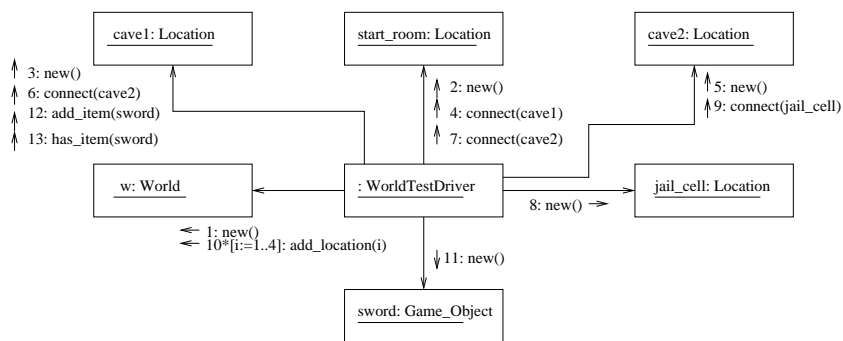 cave1: Location
start_room: Location
cave2: Location
3: new()
6: connect(cave2)
12: add_item(sword)
13: has_item(sword)
2: new()
4: connect(cave1)
7: connect(cave2)
5: new()
9: connect(jail_cell)
w: World
: WorldTestDriver
jail_cell: Location
8: new()
1: new()
10*[i:=1..4]: add_location(i)
11: new()
sword: Game_Object